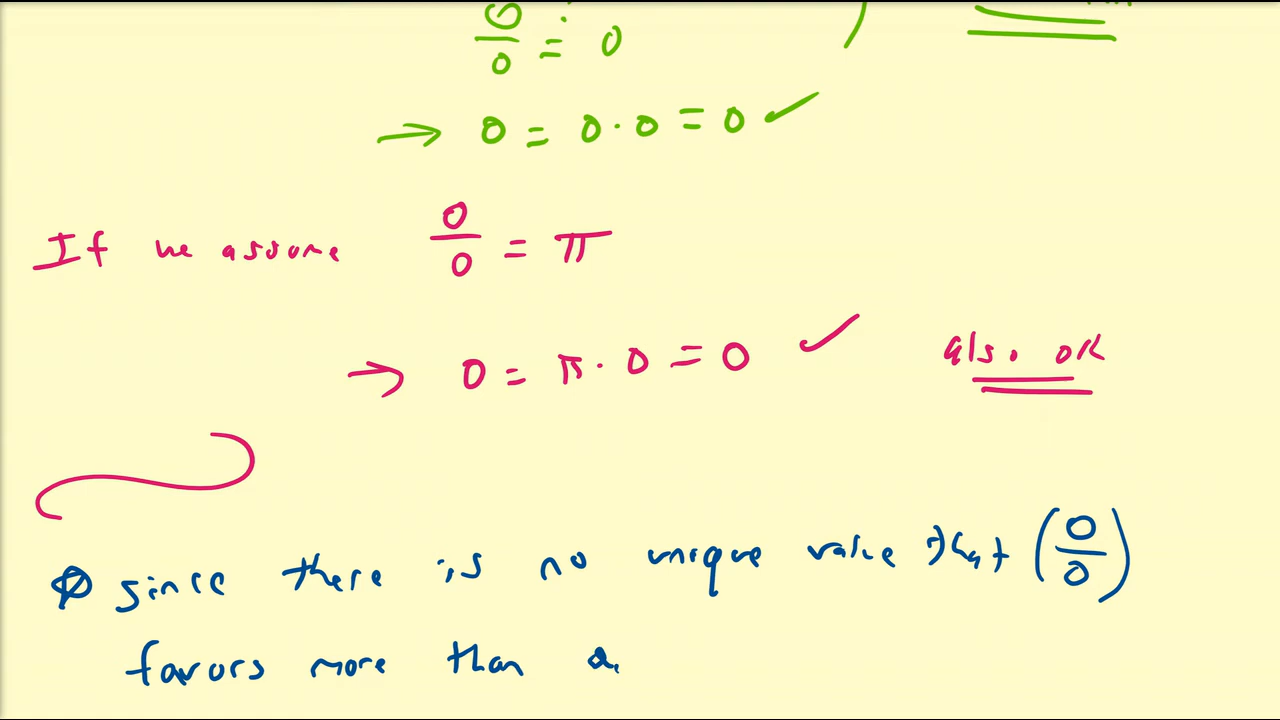 0/0 = 0
→ 0 = 0 · 0 = 0 ✓
If we assume 0/0 = π
→ 0 = π · 0 = 0 ✓ also OK
since there is no unique value that (0/0)
favors more than